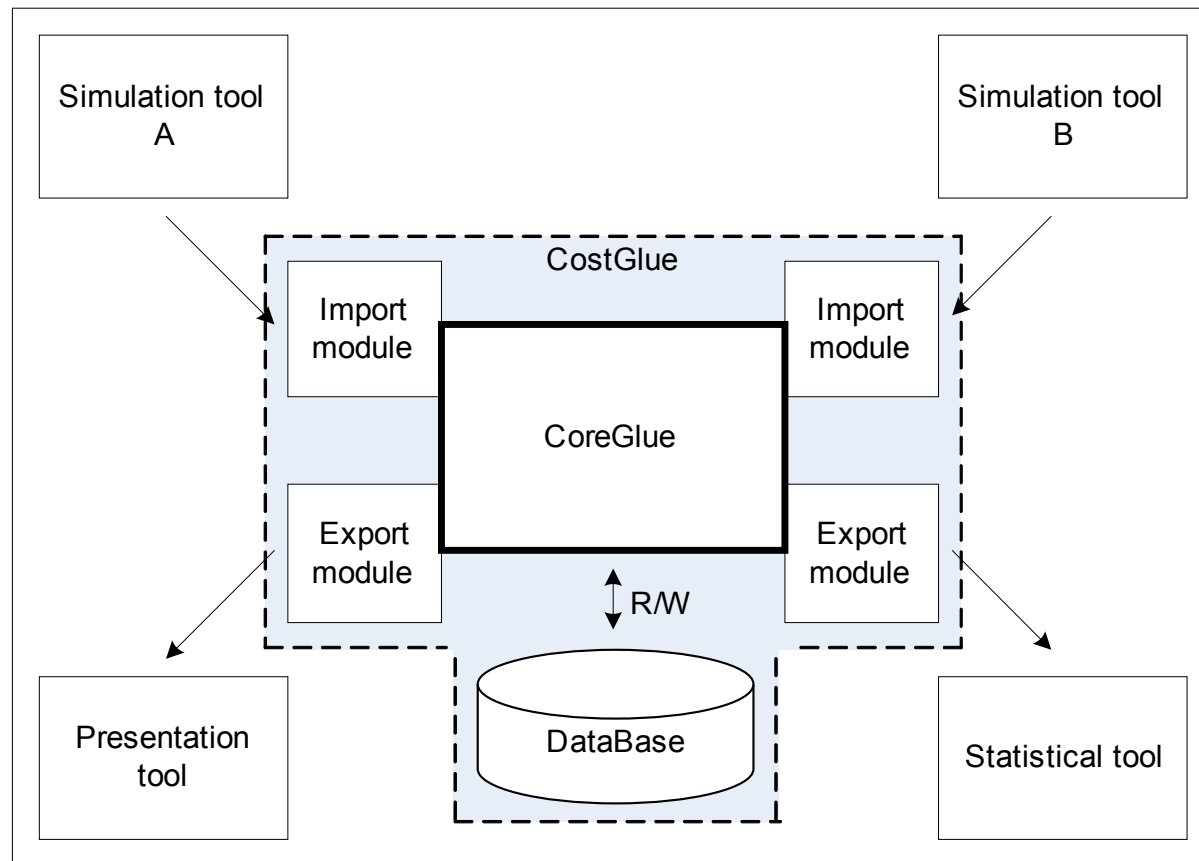 Simulation tool
A
Simulation tool
B
CostGlue
Import
module
Import
module
CoreGlue
Export
module
Export
module
R/W
Presentation
tool
DataBase
Statistical tool